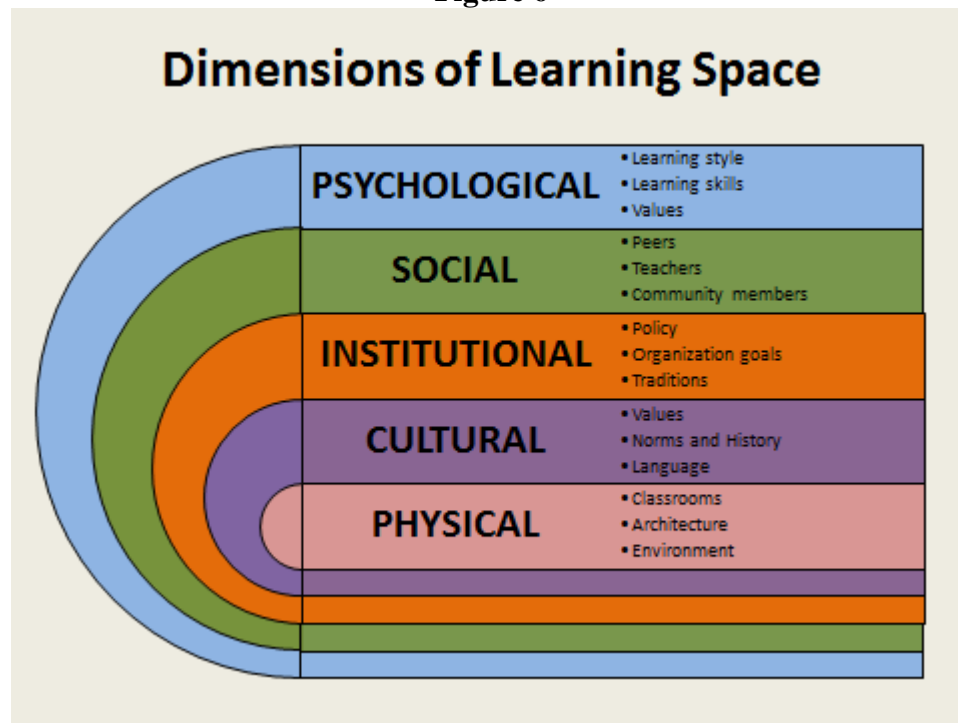 Dimensions of Learning Space
PSYCHOLOGICAL
• Learning style
• Learning skills
• Values
SOCIAL
• Peers
• Teachers
• Community members
INSTITUTIONAL
• Policy
• Organization goals
• Traditions
CULTURAL
• Values
• Norms and History
• Language
PHYSICAL
• Classrooms
• Architecture
• Environment